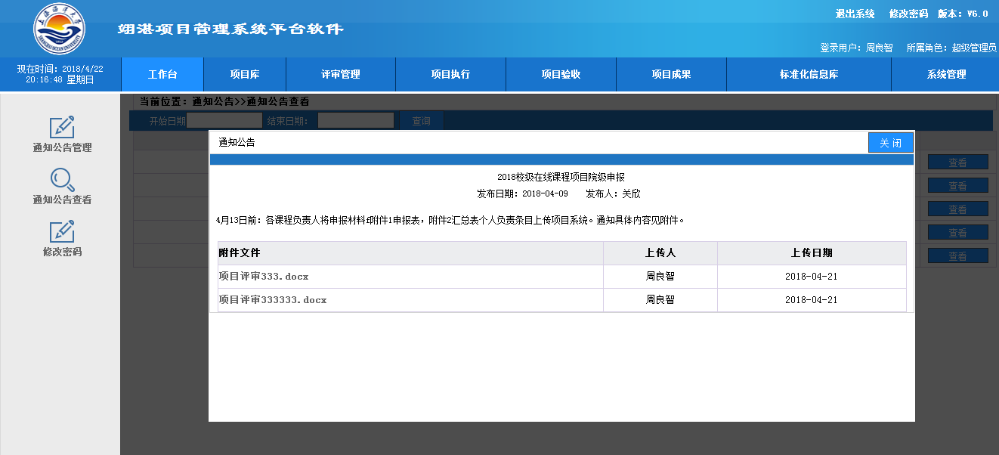 翊湛项目管理系统平台软件
退出系统 修改密码 版本：V6.0
登录用户：周良智 所属角色：超级管理员
现在时间：2018/4/22
20:16:48 星期日
工作台 项目库 评审管理 项目执行 项目验收 项目成果 标准化信息库 系统管理
当前位置：通知公告>>通知公告查看
开始日期 结束日期： 查询
通知公告管理
通知公告查看
修改密码
通知公告 关 闭
2018校级在线课程项目院级申报
发布日期：2018-04-09 发布人：关欣
4月13日前：各课程负责人将申报材料£附件1申报表，附件2汇总表个人负责条目上传项目系统。通知具体内容见附件。
附件文件 上传人 上传日期
项目评审333.docx 周良智 2018-04-21
项目评审333333.docx 周良智 2018-04-21
查看
查看
查看
查看
查看